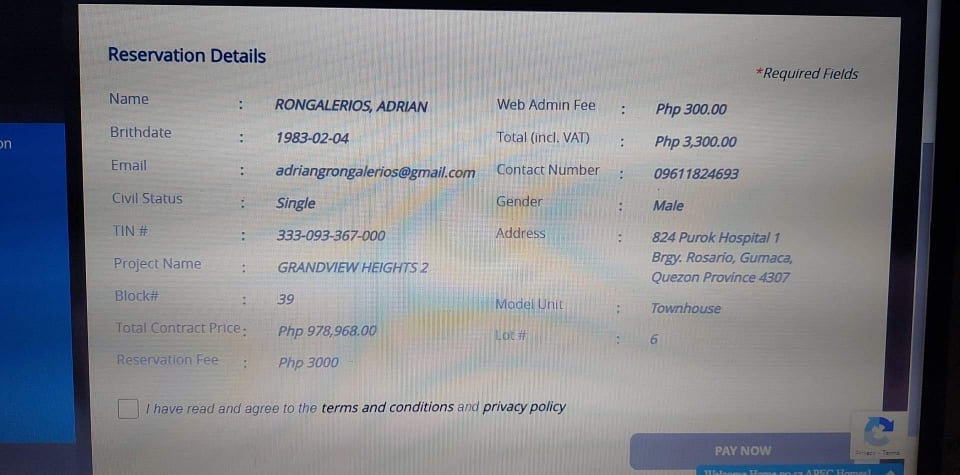 Reservation Details
*Required Fields
Name : RONGALERIOS, ADRIAN
Web Admin Fee : Php 300.00
Brithdate : 1983-02-04
Total (incl. VAT) : Php 3,300.00
Email : adriangrongalerios@gmail.com
Contact Number : 09611824693
Civil Status : Single
Gender : Male
TIN # : 333-093-367-000
Address : 824 Purok Hospital 1
Brgy. Rosario, Gumaca,
Quezon Province 4307
Project Name : GRANDVIEW HEIGHTS 2
Block# : 39
Model Unit : Townhouse
Total Contract Price : Php 978,968.00
Lot # : 6
Reservation Fee : Php 3000
I have read and agree to the terms and conditions and privacy policy
PAY NOW
Privacy - Terms
on